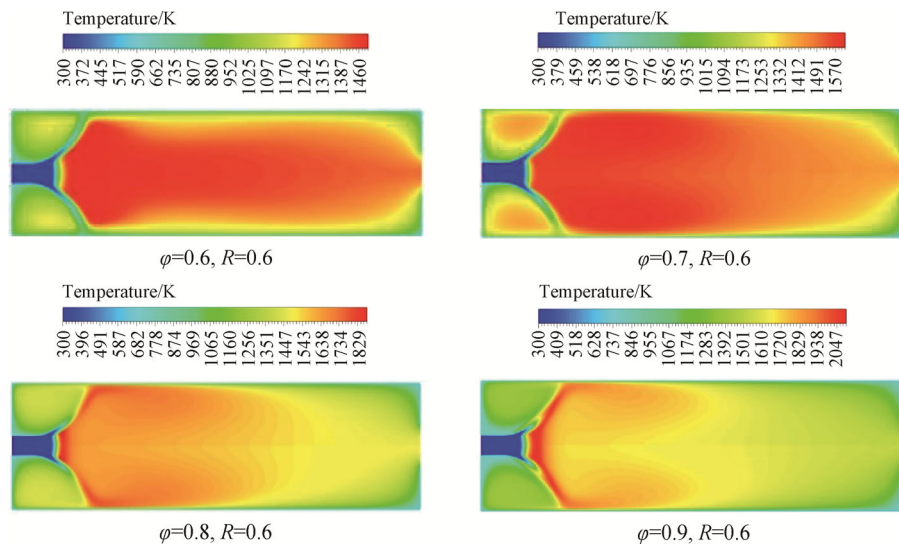 Temperature/K
300 372 445 517 590 662 735 807 880 952 1025 1097 1170 1242 1315 1387 1460
φ=0.6, R=0.6
Temperature/K
300 379 459 538 618 697 776 856 935 1015 1094 1173 1253 1332 1412 1491 1570
φ=0.7, R=0.6
Temperature/K
300 396 491 587 682 778 874 969 1065 1160 1256 1351 1447 1543 1638 1734 1829
φ=0.8, R=0.6
Temperature/K
300 409 518 628 737 846 955 1067 1174 1283 1392 1501 1610 1720 1829 1938 2047
φ=0.9, R=0.6